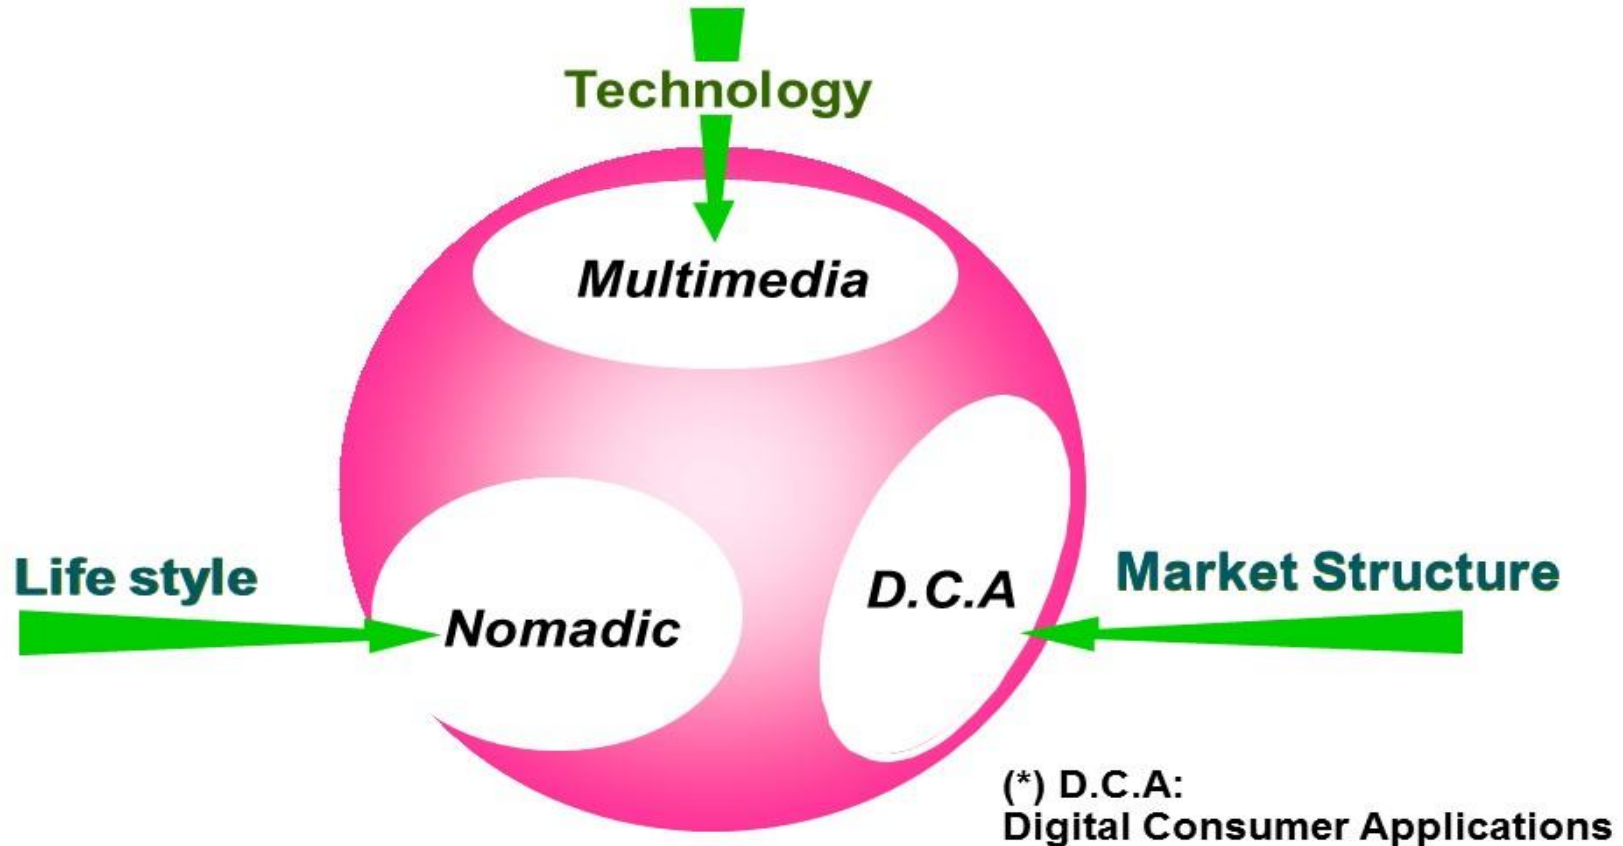 Technology
Multimedia
Life style
Nomadic
D.C.A
Market Structure
(*) D.C.A:
Digital Consumer Applications